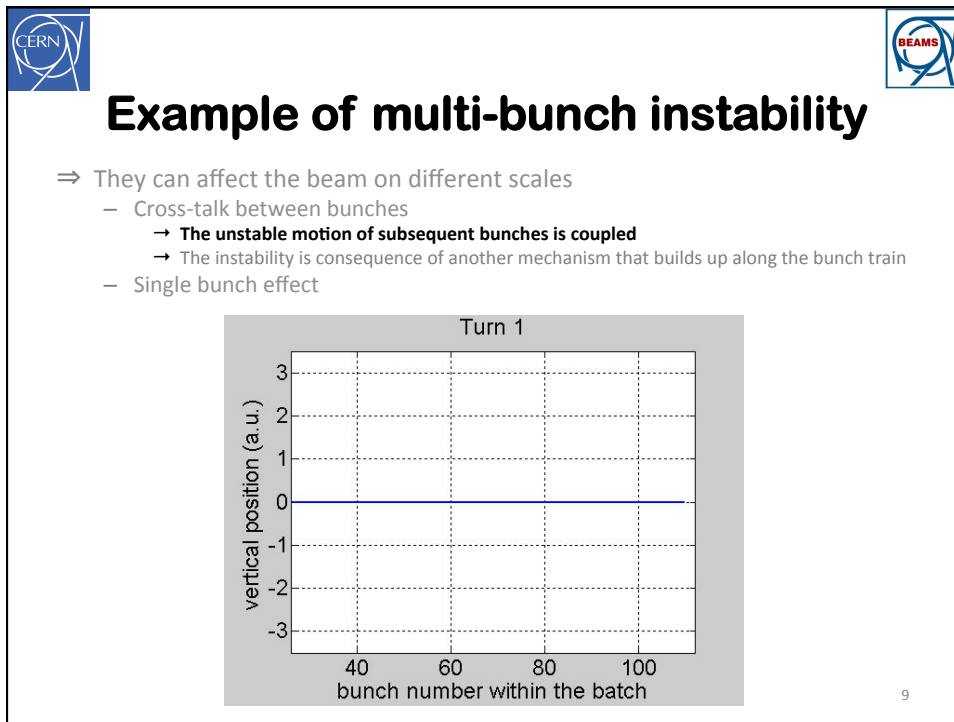 CERN
BEAMS
Example of multi-bunch instability
⇒ They can affect the beam on different scales
– Cross-talk between bunches
→ The unstable motion of subsequent bunches is coupled
→ The instability is consequence of another mechanism that builds up along the bunch train
– Single bunch effect
Turn 1
3
2
1
0
-1
-2
-3
vertical position (a.u.)
40 60 80 100
bunch number within the batch
9